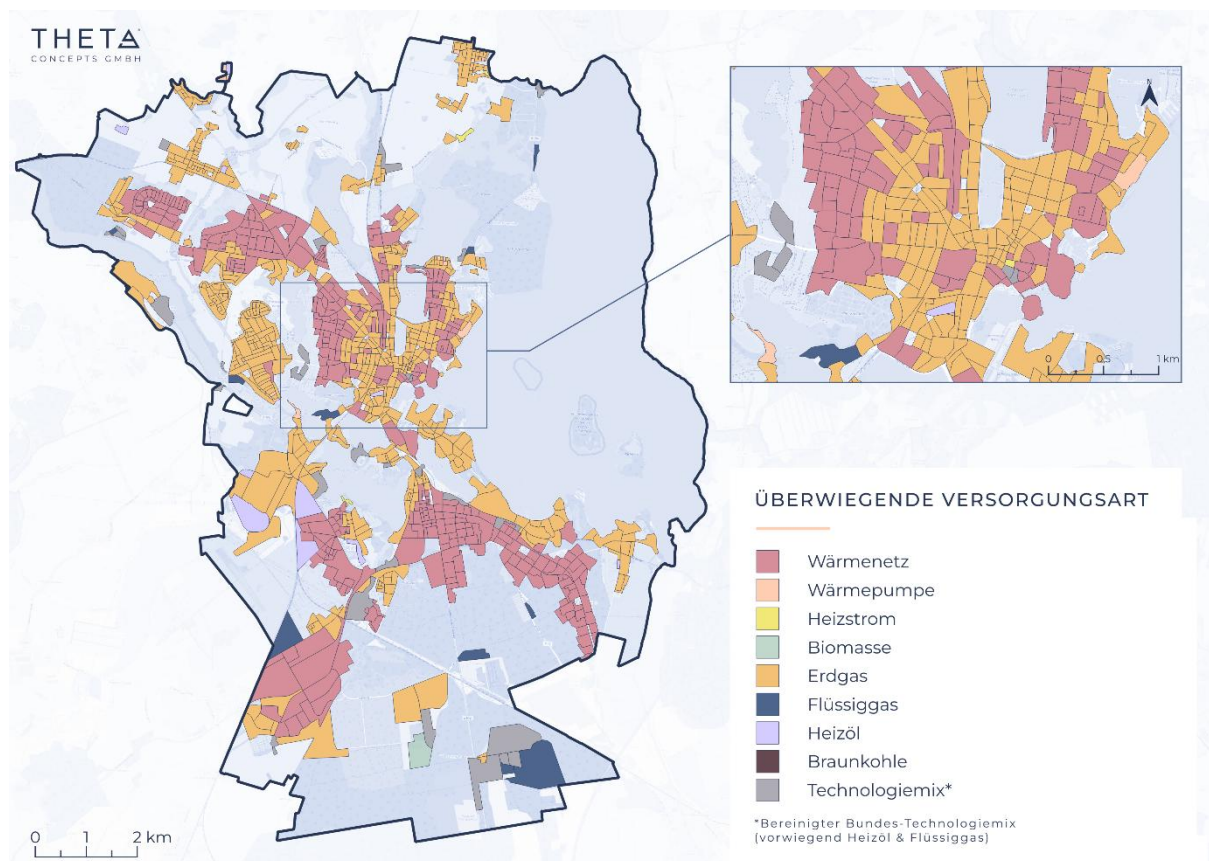 THETA
CONCEPTS GMBH
N
0 0,5 1 km
ÜBERWIEGENDE VERSORGUNGSART
Wärmenetz
Wärmepumpe
Heizstrom
Biomasse
Erdgas
Flüssiggas
Heizöl
Braunkohle
Technologiemix*
*Bereinigter Bundes-Technologiemix
(vorwiegend Heizöl & Flüssiggas)
0 1 2 km